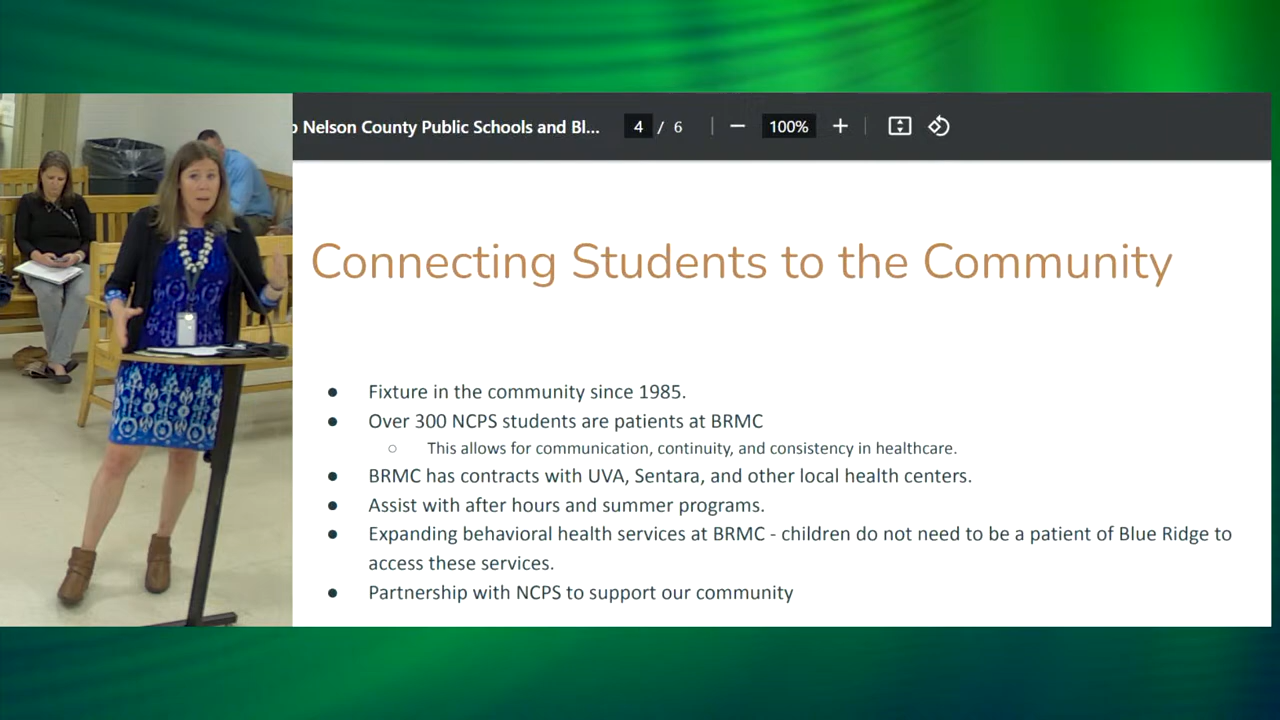 Nelson County Public Schools and Bl...
4 / 6
100%
Connecting Students to the Community
● Fixture in the community since 1985.
● Over 300 NCPS students are patients at BRMC
○ This allows for communication, continuity, and consistency in healthcare.
● BRMC has contracts with UVA, Sentara, and other local health centers.
● Assist with after hours and summer programs.
● Expanding behavioral health services at BRMC - children do not need to be a patient of Blue Ridge to
access these services.
● Partnership with NCPS to support our community